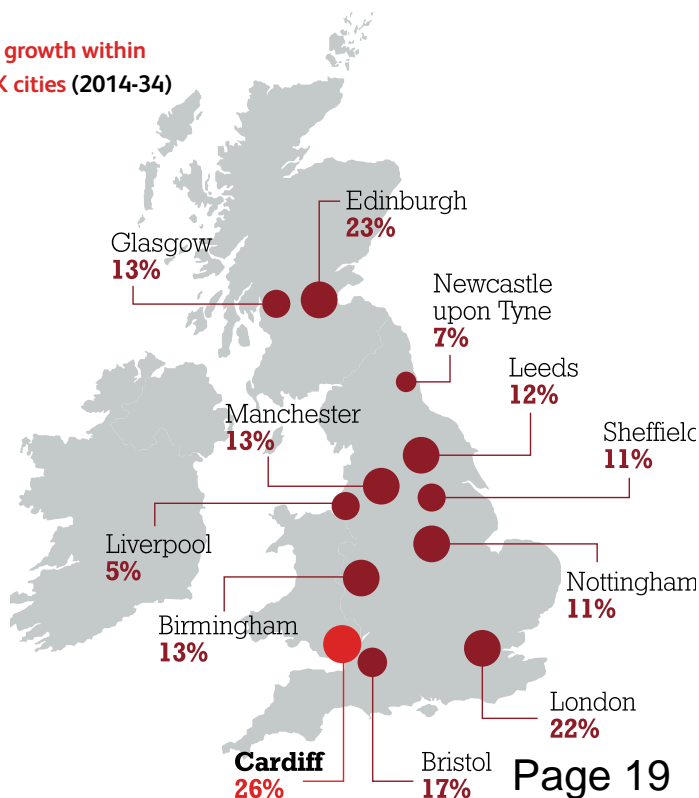 growth within
K cities (2014-34)
Edinburgh
23%
Glasgow
13%
Newcastle
upon Tyne
7%
Leeds
12%
Manchester
13%
Sheffield
11%
Liverpool
5%
Nottingham
11%
Birmingham
13%
London
22%
Cardiff
26%
Bristol
17%
Page 19